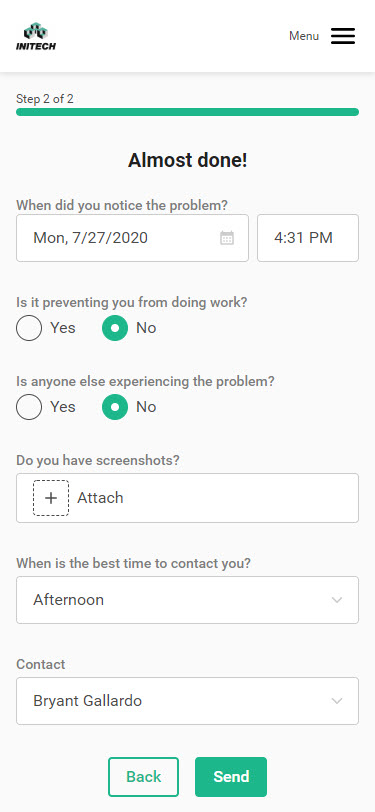 INITECH
Menu
Step 2 of 2
Almost done!
When did you notice the problem?
Mon, 7/27/2020
4:31 PM
Is it preventing you from doing work?
Yes No
Is anyone else experiencing the problem?
Yes No
Do you have screenshots?
+ Attach
When is the best time to contact you?
Afternoon
Contact
Bryant Gallardo
Back Send